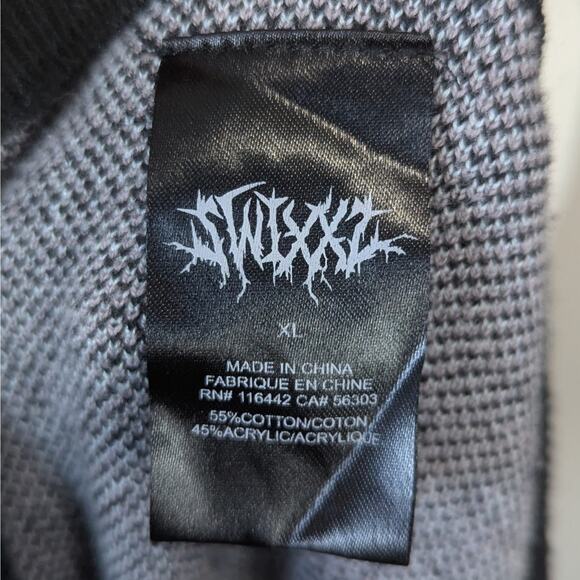 SWIXXZ
XL
MADE IN CHINA
FABRIQUE EN CHINE
RN# 116442 CA# 56303
55%COTTON/COTON
45%ACRYLIC/ACRYLIQUE